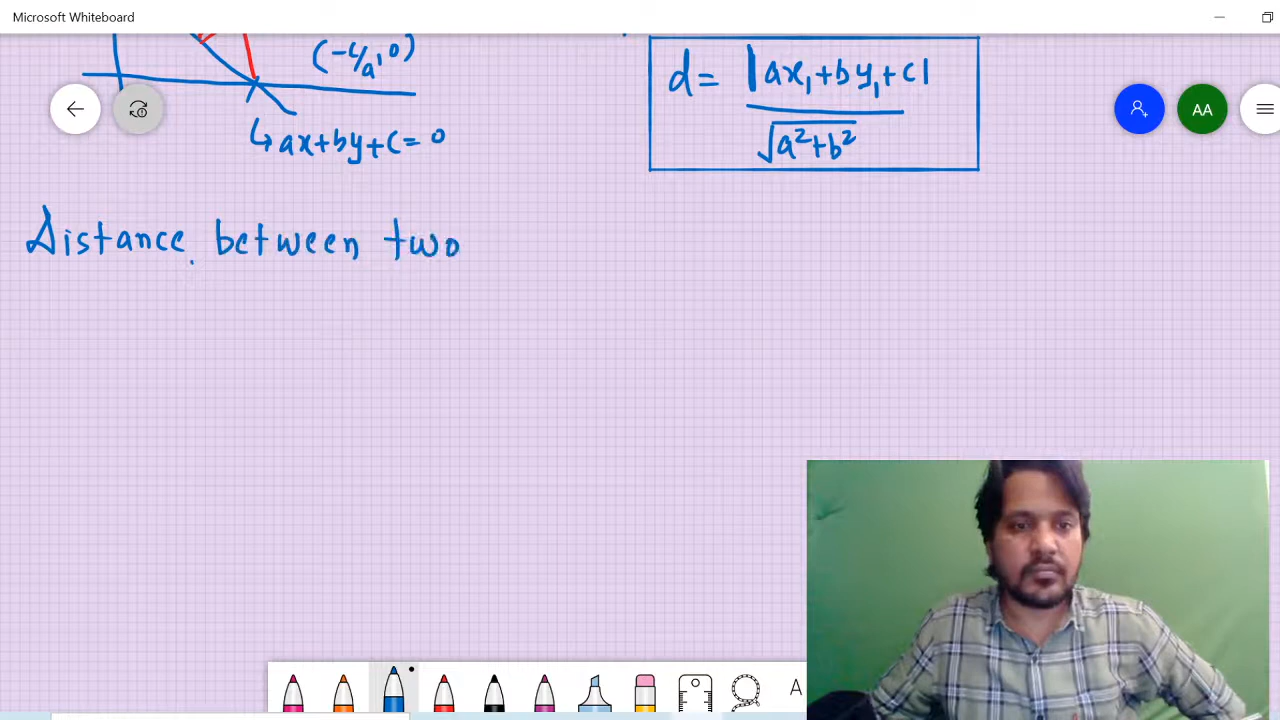 Microsoft Whiteboard
(-c/a, 0)
d = |ax₁+by₁+c|
√a²+b²
AA
↳ ax+by+c=0
Distance between two
A